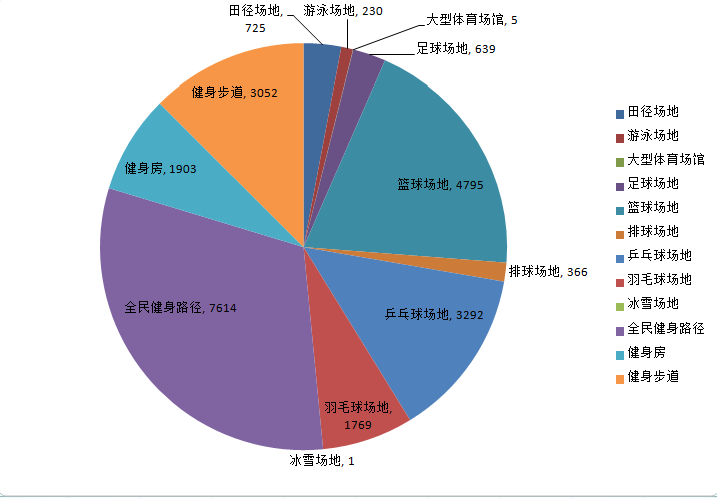 田径场地,
725
游泳场地, 230
大型体育场馆, 5
足球场地, 639
篮球场地, 4795
排球场地, 366
乒乓球场地, 3292
羽毛球场地,
1769
冰雪场地, 1
全民健身路径, 7614
健身房, 1903
健身步道, 3052
田径场地
游泳场地
大型体育场馆
足球场地
篮球场地
排球场地
乒乓球场地
羽毛球场地
冰雪场地
全民健身路径
健身房
健身步道